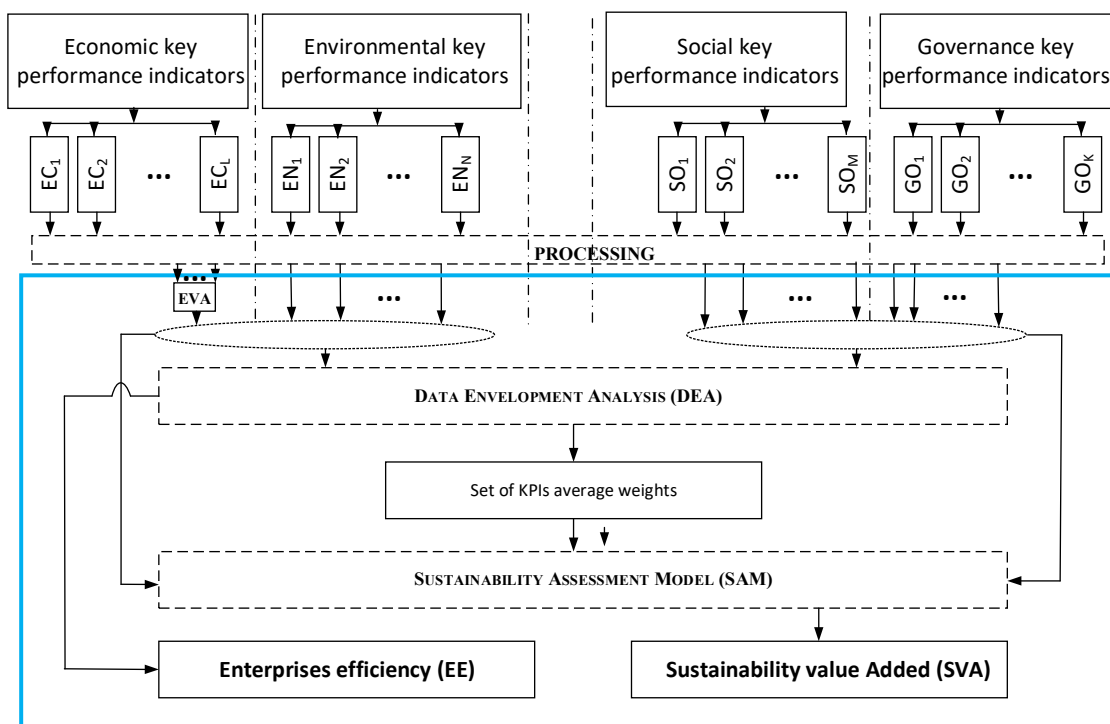 Economic key
performance indicators
Environmental key
performance indicators
Social key
performance indicators
Governance key
performance indicators
EC1
EC2
...
ECL
EN1
EN2
...
ENN
SO1
SO2
...
SOM
GO1
GO2
...
GOK
PROCESSING
...
EVA
...
...
...
DATA ENVELOPMENT ANALYSIS (DEA)
Set of KPIs average weights
SUSTAINABILITY ASSESSMENT MODEL (SAM)
Enterprises efficiency (EE)
Sustainability value Added (SVA)